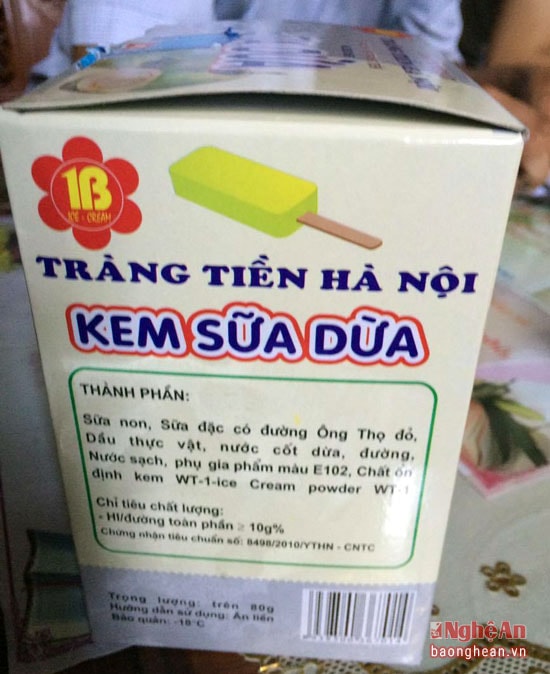 1B
ICE - CREAM
TRÀNG TIỀN HÀ NỘI
KEM SỮA DỪA
THÀNH PHẦN:
Sữa non, Sữa đặc có đường Ông Thọ đỏ,
Dầu thực vật, nước cốt dừa, đường,
Nước sạch, phụ gia phẩm màu E102, Chất ổn
định kem WT-1-ice Cream powder WT-1
Chỉ tiêu chất lượng:
- Hl/đường toàn phần ≥ 10g%
Chứng nhận tiêu chuẩn số: 8498/2010/YTHN - CNTC
Trọng lượng: trên 80g
Hướng dẫn sử dụng: Ăn liền
Bảo quản: -18°C
Nghệ An
baonghean.vn